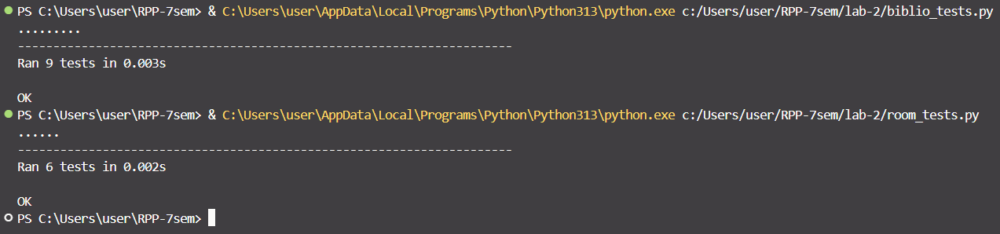 PS C:\Users\user\RPP-7sem> & C:\Users\user\AppData\Local\Programs\Python\Python313\python.exe c:/Users/user/RPP-7sem/lab-2/biblio_tests.py
.........
----------------------------------------------------------------------
Ran 9 tests in 0.003s
OK
PS C:\Users\user\RPP-7sem> & C:\Users\user\AppData\Local\Programs\Python\Python313\python.exe c:/Users/user/RPP-7sem/lab-2/room_tests.py
......
----------------------------------------------------------------------
Ran 6 tests in 0.002s
OK
PS C:\Users\user\RPP-7sem>